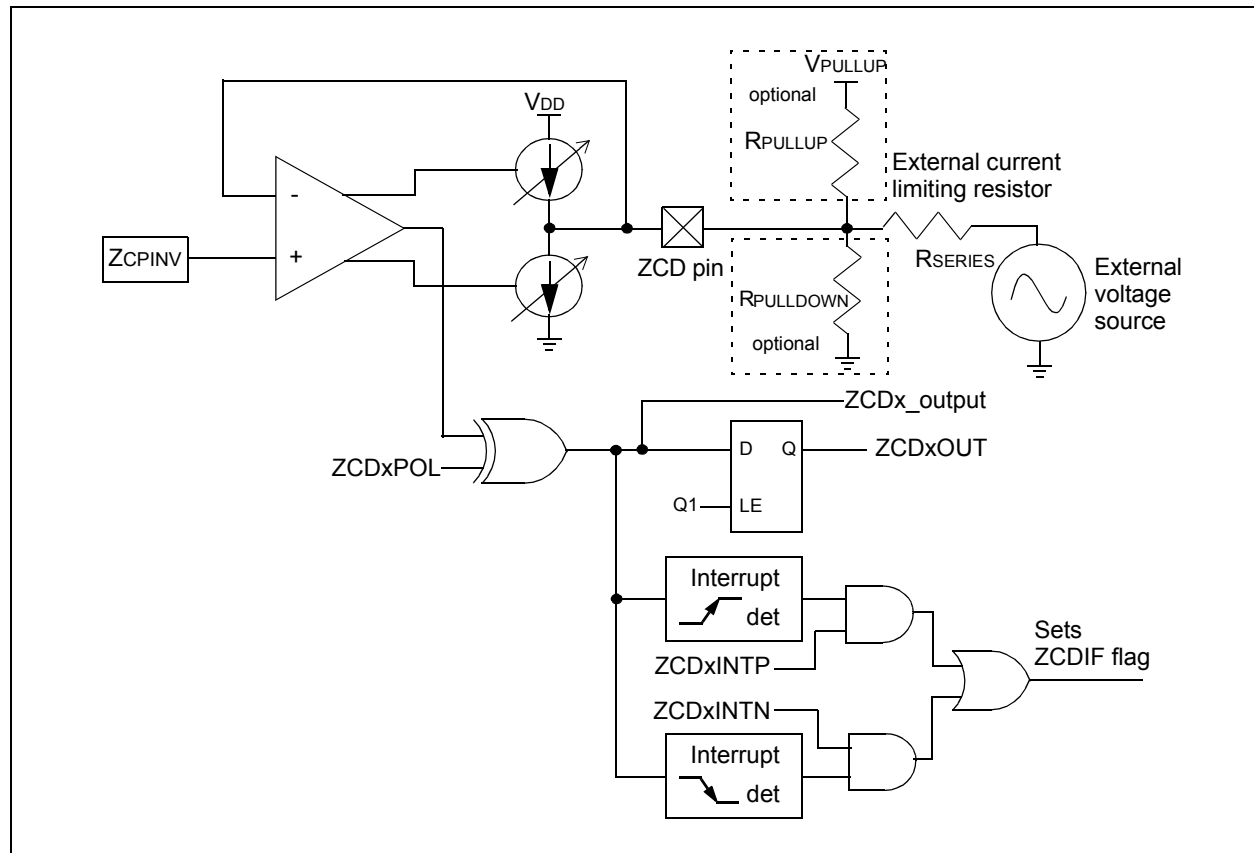 VPULLUP
optional
VDD
RPULLUP
External current
limiting resistor
-
+
ZCPINV
ZCD pin
RSERIES
RPULLDOWN
optional
External
voltage
source
ZCDx_output
D
Q
ZCDxOUT
ZCDxPOL
Q1
LE
Interrupt
det
ZCDxINTP
Sets
ZCDIF flag
ZCDxINTN
Interrupt
det